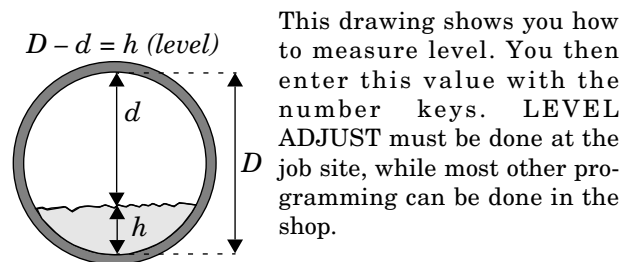 D – d = h (level)
d
D
h
This drawing shows you how
to measure level. You then
enter this value with the
number keys. LEVEL
ADJUST must be done at the
job site, while most other pro-
gramming can be done in the
shop.